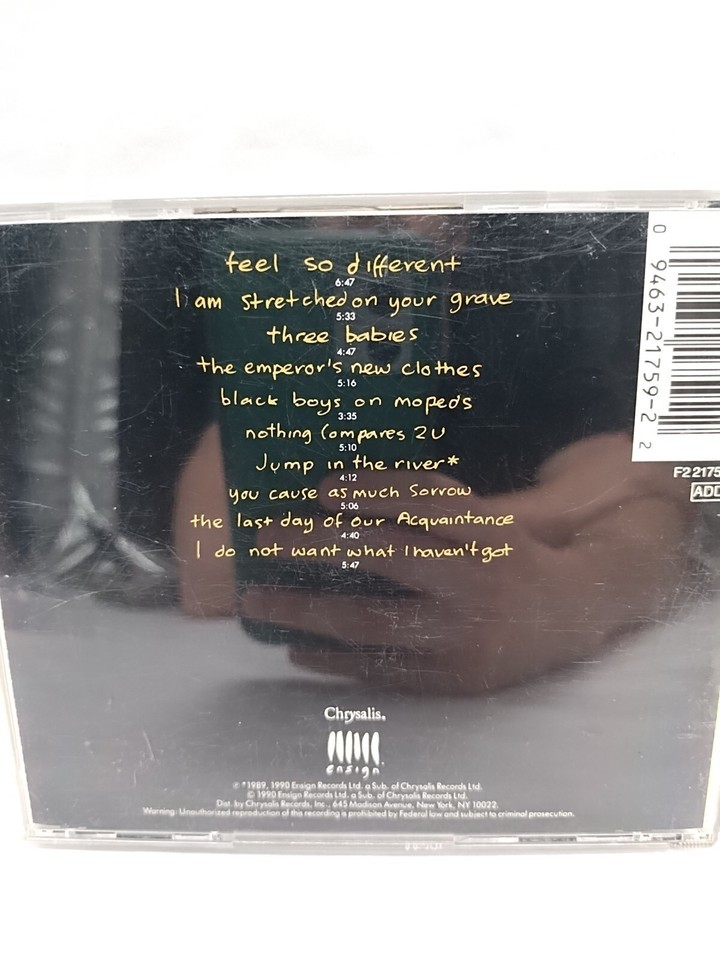 feel so different
6:47
I am stretched on your grave
5:33
three babies
4:47
the emperor's new clothes
5:16
black boys on mopeds
3:35
nothing Compares 2U
5:10
Jump in the river*
4:12
you cause as much Sorrow
5:06
the last day of our Acquaintance
4:40
I do not want what I haven't got
5:47
0 9463-21759-2 2
F2 2175
ADD
Chrysalis.
ensign
℗ *1989, 1990 Ensign Records Ltd. a Sub. of Chrysalis Records Ltd.
© 1990 Ensign Records Ltd. a Sub. of Chrysalis Records Ltd.
Dist. by Chrysalis Records, Inc., 645 Madison Avenue, New York, NY 10022.
Warning: Unauthorized reproduction of this recording is prohibited by Federal law and subject to criminal prosecution.